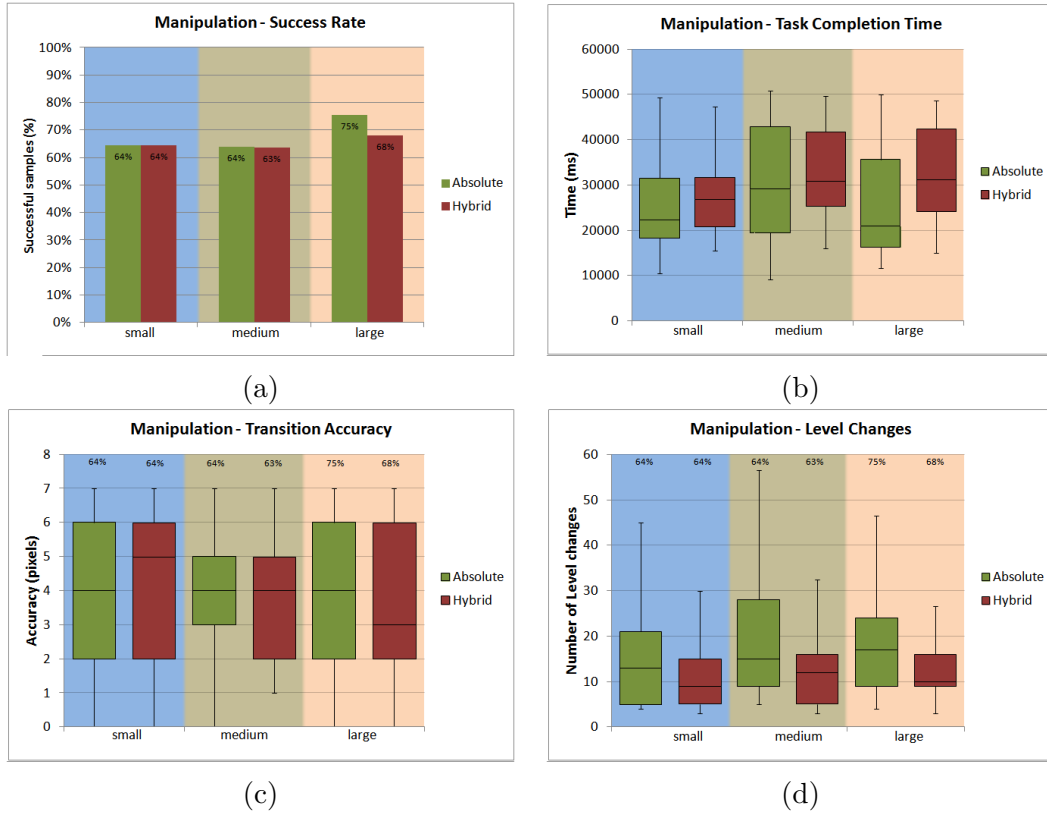 Manipulation - Success Rate
Successful samples (%)
100%
90%
80%
70%
60%
50%
40%
30%
20%
10%
0%
64%
64%
64%
63%
75%
68%
small
medium
large
Absolute
Hybrid
(a)
Manipulation - Task Completion Time
Time (ms)
60000
50000
40000
30000
20000
10000
0
small
medium
large
Absolute
Hybrid
(b)
Manipulation - Transition Accuracy
Accuracy (pixels)
8
7
6
5
4
3
2
1
0
64%
64%
64%
63%
75%
68%
small
medium
large
Absolute
Hybrid
(c)
Manipulation - Level Changes
Number of Level changes
60
50
40
30
20
10
0
64%
64%
64%
63%
75%
68%
small
medium
large
Absolute
Hybrid
(d)